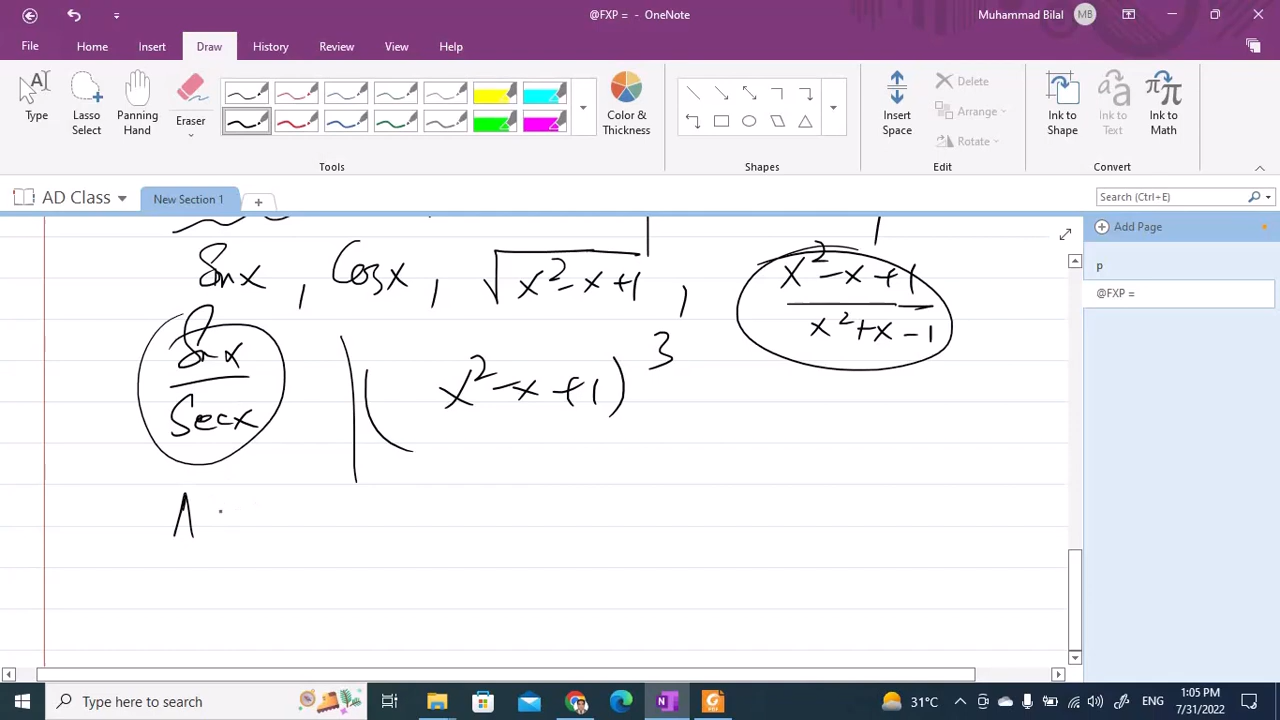 @FXP = - OneNote
Muhammad Bilal MB
File Home Insert Draw History Review View Help
Type
Lasso Select
Panning Hand
Eraser
Color & Thickness
Insert Space
Delete
Arrange
Rotate
Ink to Shape
Ink to Text
Ink to Math
Tools Shapes Edit Convert
AD Class New Section 1 +
Search (Ctrl+E)
Add Page
p
@FXP =
Sinx , Cosx , √(x²-x+1) , (x²-x+1)/(x²+x-1)
Sinx/Secx | (x²-x+1)³
Type here to search
31°C ENG 1:05 PM 7/31/2022